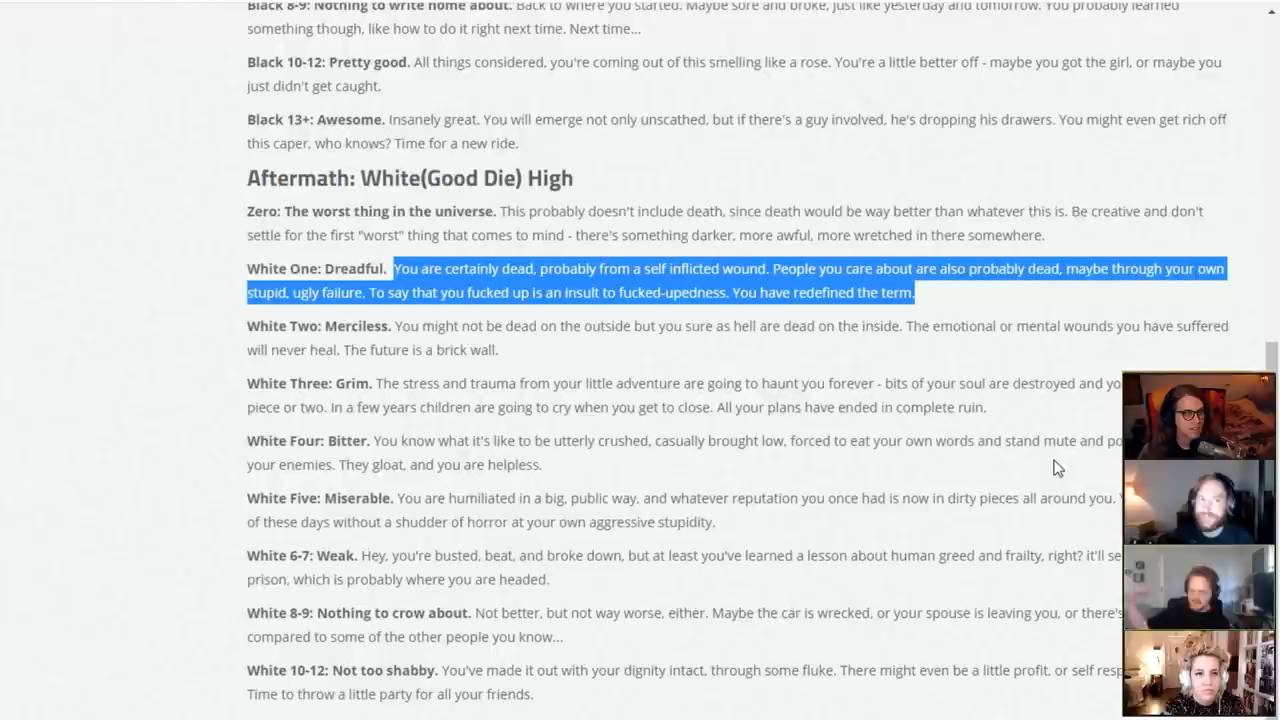 Black 8-9: Nothing to write home about. Back to where you started. Maybe sore and broke, just like yesterday and tomorrow. You probably learned
something though, like how to do it right next time. Next time...
Black 10-12: Pretty good. All things considered, you're coming out of this smelling like a rose. You're a little better off - maybe you got the girl, or maybe you
just didn't get caught.
Black 13+: Awesome. Insanely great. You will emerge not only unscathed, but if there's a guy involved, he's dropping his drawers. You might even get rich off
this caper, who knows? Time for a new ride.
Aftermath: White(Good Die) High
Zero: The worst thing in the universe. This probably doesn't include death, since death would be way better than whatever this is. Be creative and don't
settle for the first "worst" thing that comes to mind - there's something darker, more awful, more wretched in there somewhere.
White One: Dreadful. You are certainly dead, probably from a self inflicted wound. People you care about are also probably dead, maybe through your own
stupid, ugly failure. To say that you fucked up is an insult to fucked-upedness. You have redefined the term.
White Two: Merciless. You might not be dead on the outside but you sure as hell are dead on the inside. The emotional or mental wounds you have suffered
will never heal. The future is a brick wall.
White Three: Grim. The stress and trauma from your little adventure are going to haunt you forever - bits of your soul are destroyed and
piece or two. In a few years children are going to cry when you get to close. All your plans have ended in complete ruin.
White Four: Bitter. You know what it's like to be utterly crushed, casually brought low, forced to eat your own words and stand mute and
your enemies. They gloat, and you are helpless.
White Five: Miserable. You are humiliated in a big, public way, and whatever reputation you once had is now in dirty pieces all around you.
of these days without a shudder of horror at your own aggressive stupidity.
White 6-7: Weak. Hey, you're busted, beat, and broke down, but at least you've learned a lesson about human greed and frailty, right? it'll
prison, which is probably where you are headed.
White 8-9: Nothing to crow about. Not better, but not way worse, either. Maybe the car is wrecked, or your spouse is leaving you, or there's
compared to some of the other people you know...
White 10-12: Not too shabby. You've made it out with your dignity intact, through some fluke. There might even be a little profit, or self
Time to throw a little party for all your friends.